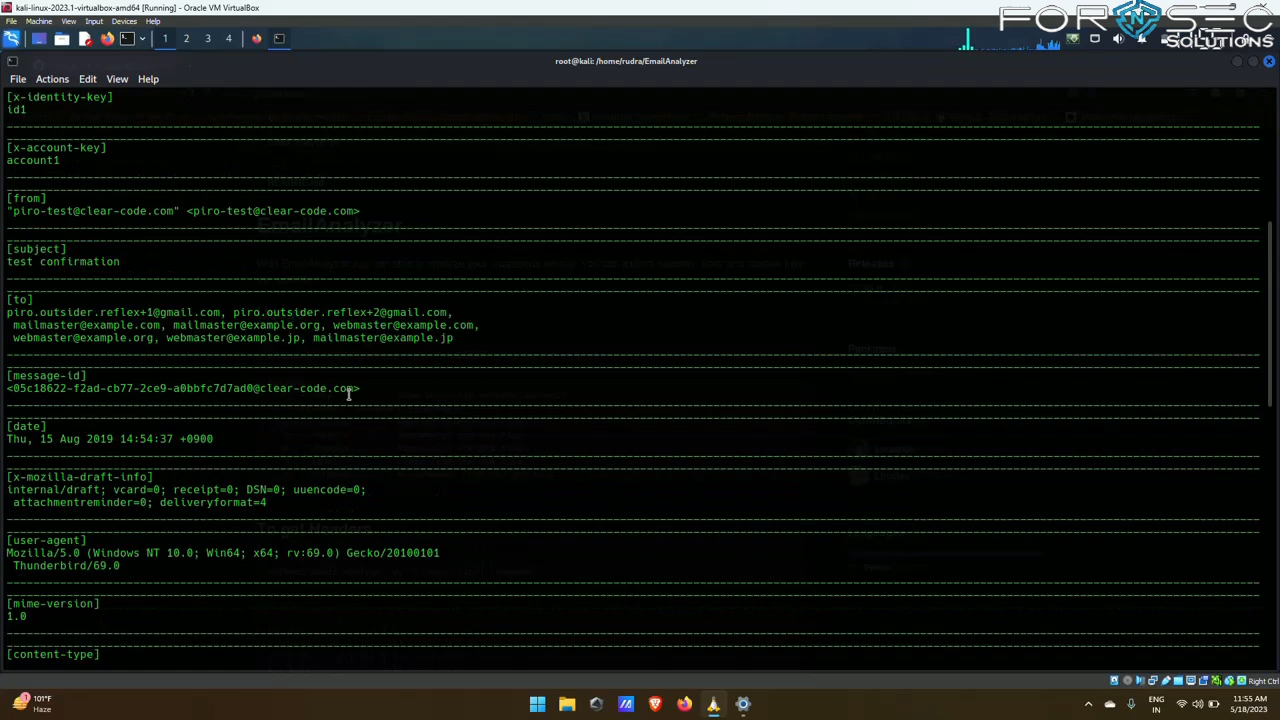 kali-linux-2023.1-virtualbox-amd64 [Running] - Oracle VM VirtualBox
File Machine View Input Devices Help
FORNSEC
SOLUTIONS
1 2 3 4
root@kali: /home/rudra/EmailAnalyzer
File Actions Edit View Help
[x-identity-key]
id1
[x-account-key]
account1
[from]
"piro-test@clear-code.com" <piro-test@clear-code.com>
[subject]
test confirmation
[to]
piro.outsider.reflex+1@gmail.com, piro.outsider.reflex+2@gmail.com,
mailmaster@example.com, mailmaster@example.org, webmaster@example.com,
webmaster@example.org, webmaster@example.jp, mailmaster@example.jp
[message-id]
<05c18622-f2ad-cb77-2ce9-a0bbfc7d7ad0@clear-code.com>
[date]
Thu, 15 Aug 2019 14:54:37 +0900
[x-mozilla-draft-info]
internal/draft; vcard=0; receipt=0; DSN=0; uuencode=0;
attachmentreminder=0; deliveryformat=4
[user-agent]
Mozilla/5.0 (Windows NT 10.0; Win64; x64; rv:69.0) Gecko/20100101
Thunderbird/69.0
[mime-version]
1.0
[content-type]
Right Ctrl
101°F
Haze
ENG
IN
11:55 AM
5/18/2023